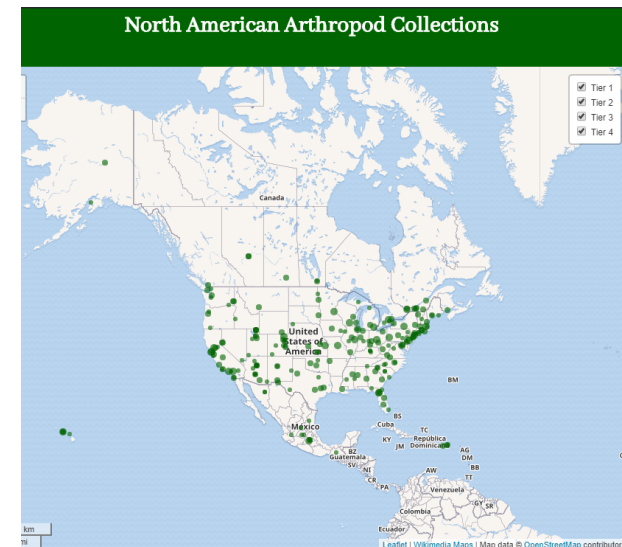 North American Arthropod Collections
Tier 1
Tier 2
Tier 3
Tier 4
Canada
United
States of
America
BM
México
BS
Cuba
TC
KY
JM
República
Dominicana
BZ
Guatemala
SV
NI
AG
DM
BB
AW
TT
CR
PA
Venezuela
GY
SR
Colombia
Ecuador
km
mi
Leaflet | Wikimedia Maps | Map data © OpenStreetMap contributor